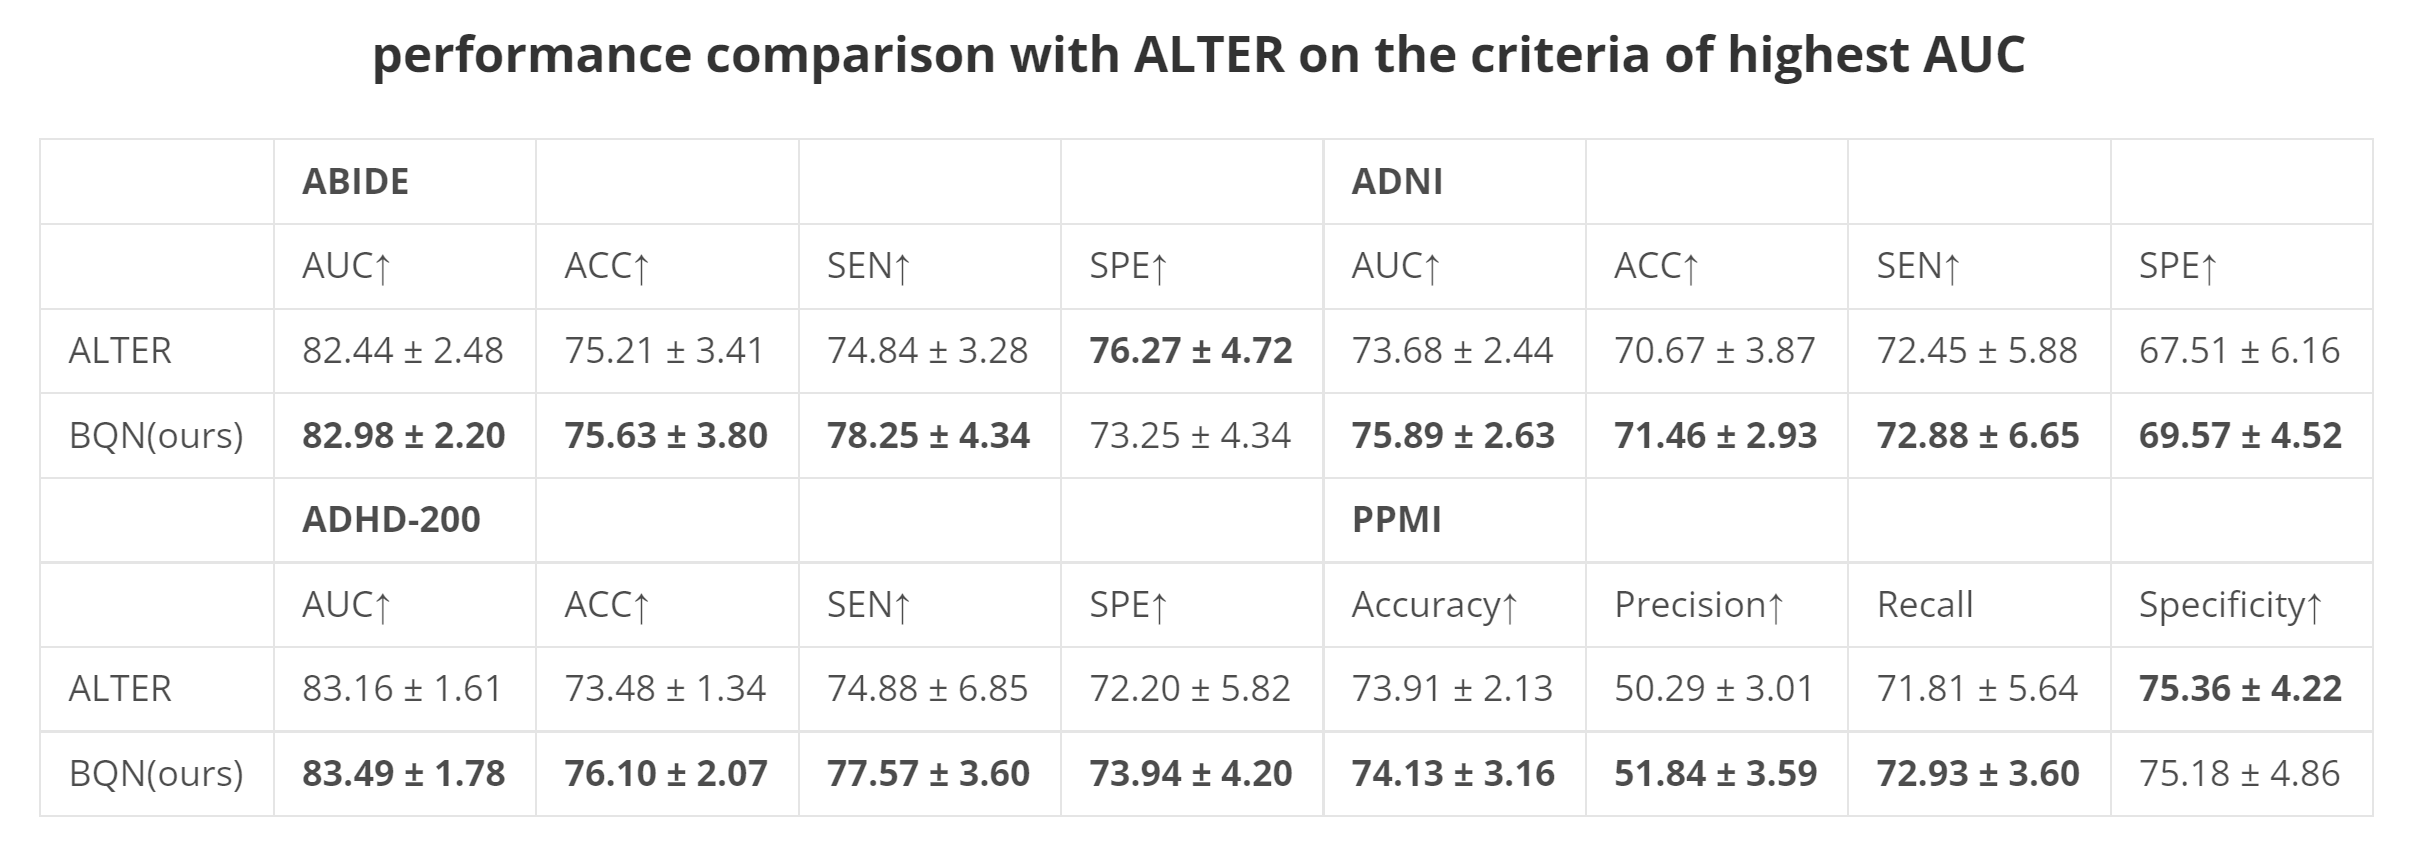 performance comparison with ALTER on the criteria of highest AUC
ABIDE ADNI
AUC↑ ACC↑ SEN↑ SPE↑ AUC↑ ACC↑ SEN↑ SPE↑
ALTER 82.44 ± 2.48 75.21 ± 3.41 74.84 ± 3.28 76.27 ± 4.72 73.68 ± 2.44 70.67 ± 3.87 72.45 ± 5.88 67.51 ± 6.16
BQN(ours) 82.98 ± 2.20 75.63 ± 3.80 78.25 ± 4.34 73.25 ± 4.34 75.89 ± 2.63 71.46 ± 2.93 72.88 ± 6.65 69.57 ± 4.52
ADHD-200 PPMI
AUC↑ ACC↑ SEN↑ SPE↑ Accuracy↑ Precision↑ Recall Specificity↑
ALTER 83.16 ± 1.61 73.48 ± 1.34 74.88 ± 6.85 72.20 ± 5.82 73.91 ± 2.13 50.29 ± 3.01 71.81 ± 5.64 75.36 ± 4.22
BQN(ours) 83.49 ± 1.78 76.10 ± 2.07 77.57 ± 3.60 73.94 ± 4.20 74.13 ± 3.16 51.84 ± 3.59 72.93 ± 3.60 75.18 ± 4.86